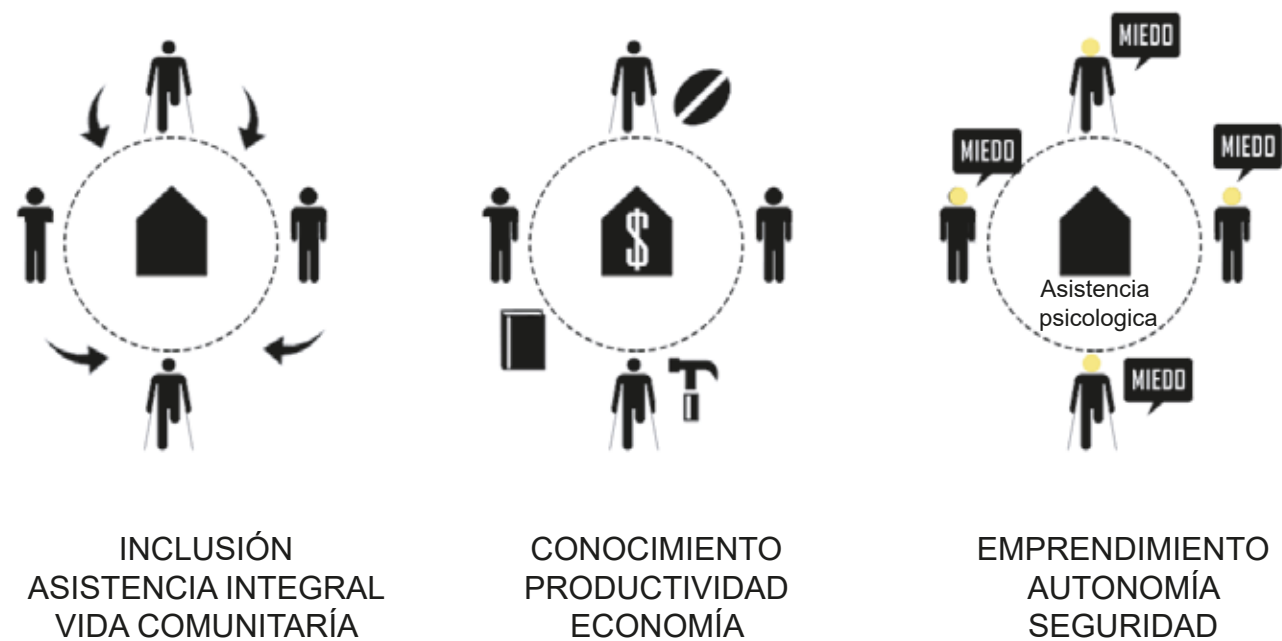 MIEDO
MIEDO
MIEDO
$
Asistencia
psicologica
MIEDO
INCLUSIÓN
ASISTENCIA INTEGRAL
VIDA COMUNITARÍA
CONOCIMIENTO
PRODUCTIVIDAD
ECONOMÍA
EMPRENDIMIENTO
AUTONOMÍA
SEGURIDAD